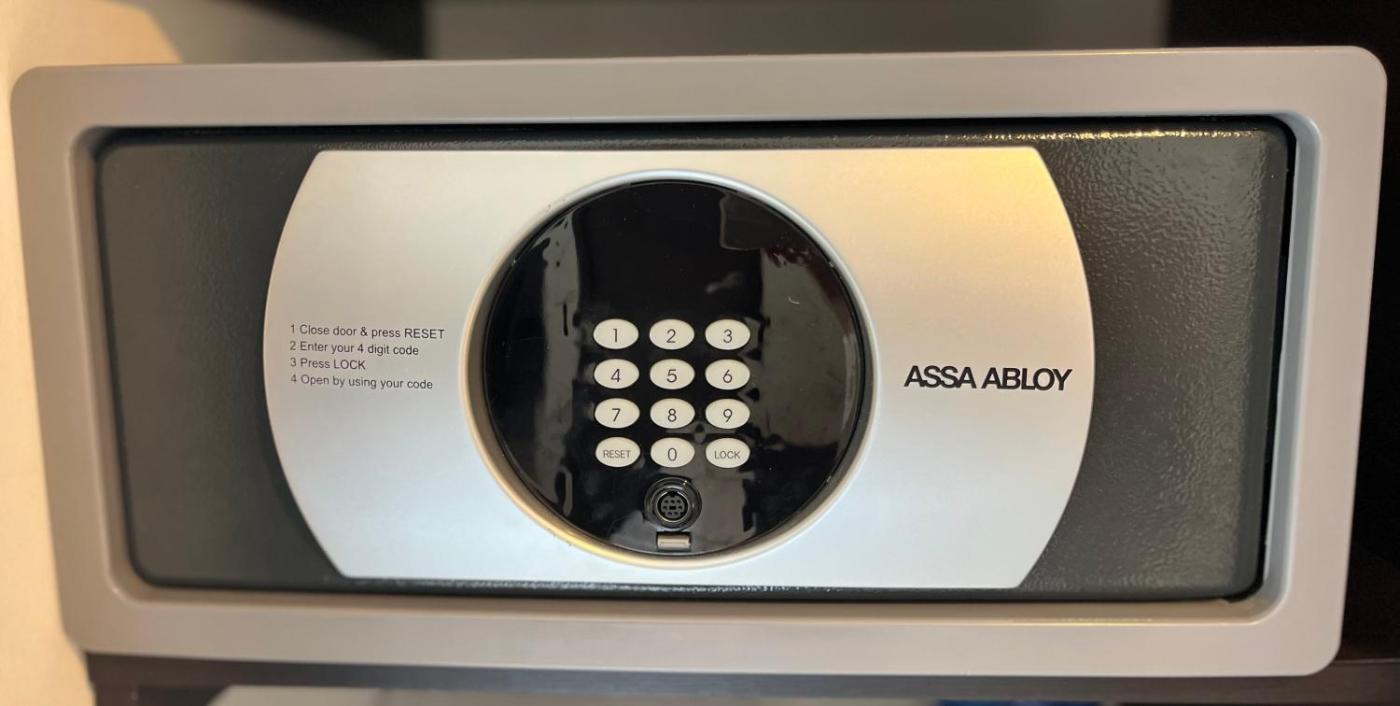 1 Close door & press RESET
2 Enter your 4 digit code
3 Press LOCK
4 Open by using your code
1 2 3
4 5 6
7 8 9
RESET 0 LOCK
ASSA ABLOY